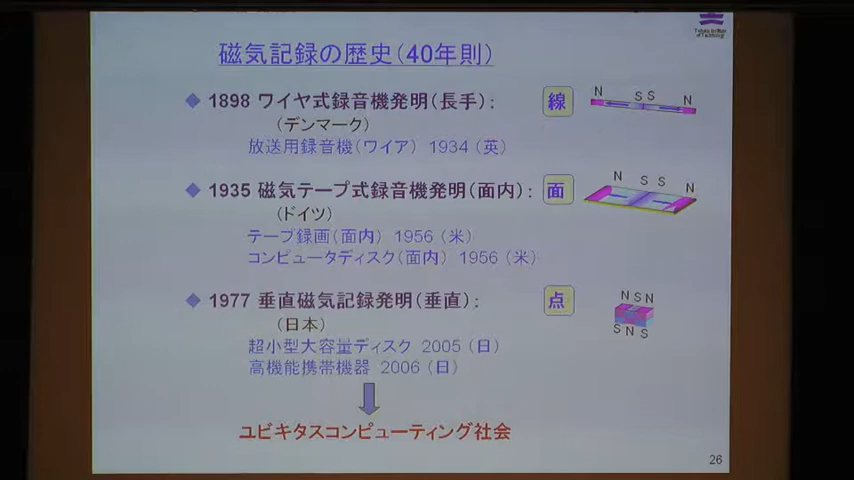 磁気記録の歴史(40年則)
◆ 1898 ワイヤ式録音機発明(長手): 線 N S S N
(デンマーク)
放送用録音機(ワイア) 1934(英)
◆ 1935 磁気テープ式録音機発明(面内): 面 N S S N
(ドイツ)
テープ録画(面内) 1956(米)
コンピュータディスク(面内) 1956(米)
◆ 1977 垂直磁気記録発明(垂直): 点 N S N
S N S
(日本)
超小型大容量ディスク 2005(日)
高機能携帯機器 2006(日)
ユビキタスコンピューティング社会
26